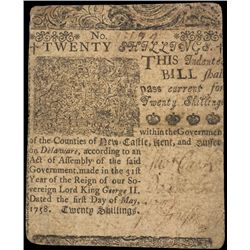 No.
TWENTY SHILLINGS.
THIS Indented
BILL shall
pass current for
Twenty Shillings
within the Government
of the Counties of New-Castle, Kent, and Sussex
on Delaware, according to an
Act of Assembly of the said
Government, made in the 31st
Year of the Reign of our So-
vereign Lord King George II.
Dated the first Day of May,
1758. Twenty Shillings.